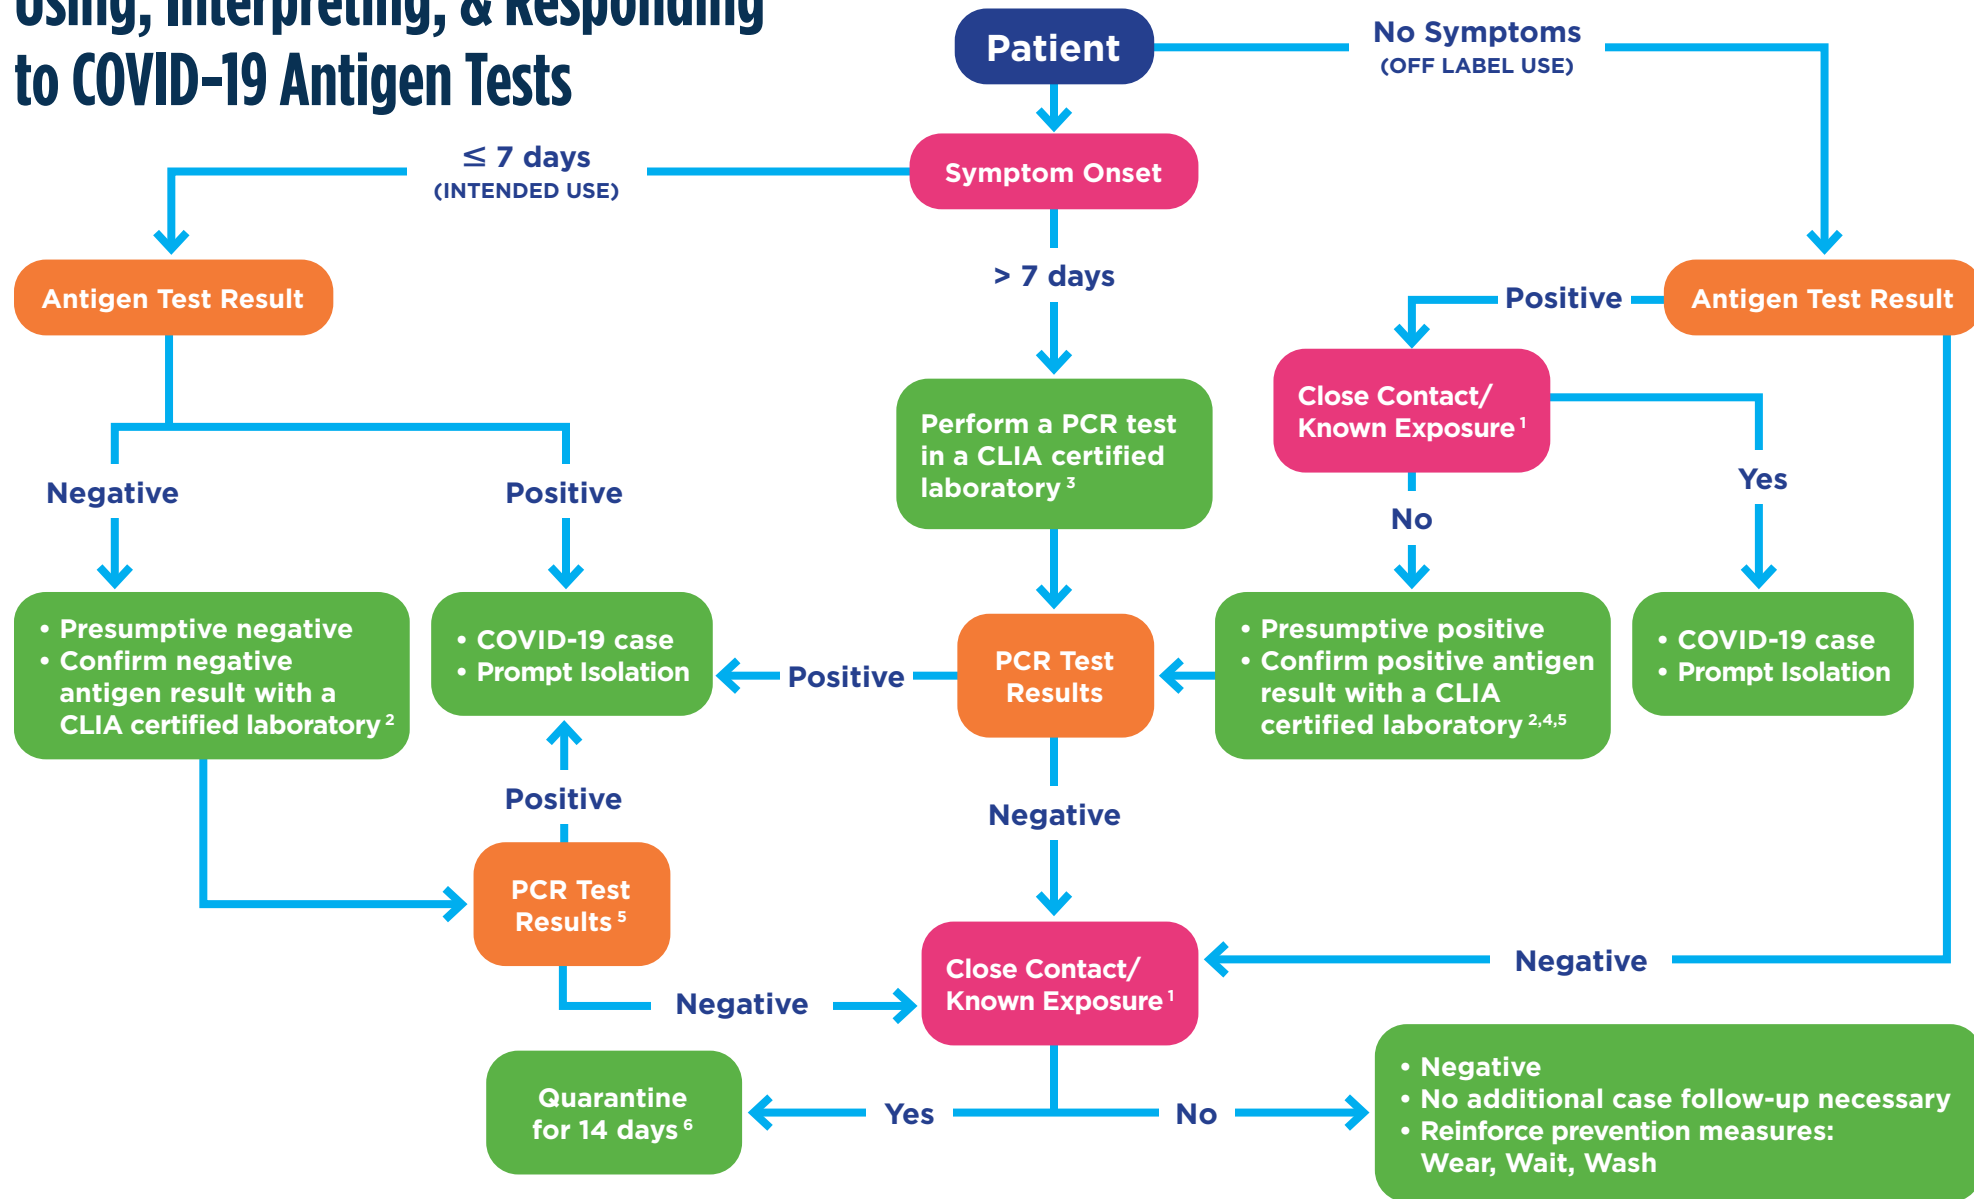 Using, Interpreting, & Responding
to COVID-19 Antigen Tests
Patient
No Symptoms
(OFF LABEL USE)
≤ 7 days
(INTENDED USE)
Symptom Onset
> 7 days
Antigen Test Result
Positive
Antigen Test Result
Close Contact/
Known Exposure 1
Perform a PCR test
in a CLIA certified
laboratory 3
Negative
Positive
No
Yes
• Presumptive negative
• Confirm negative
antigen result with a
CLIA certified laboratory 2
• COVID-19 case
• Prompt Isolation
Positive
PCR Test
Results
• Presumptive positive
• Confirm positive antigen
result with a CLIA
certified laboratory 2,4,5
• COVID-19 case
• Prompt Isolation
Positive
Negative
PCR Test
Results 5
Negative
Close Contact/
Known Exposure 1
Negative
Quarantine
for 14 days 6
Yes
No
• Negative
• No additional case follow-up necessary
• Reinforce prevention measures:
Wear, Wait, Wash